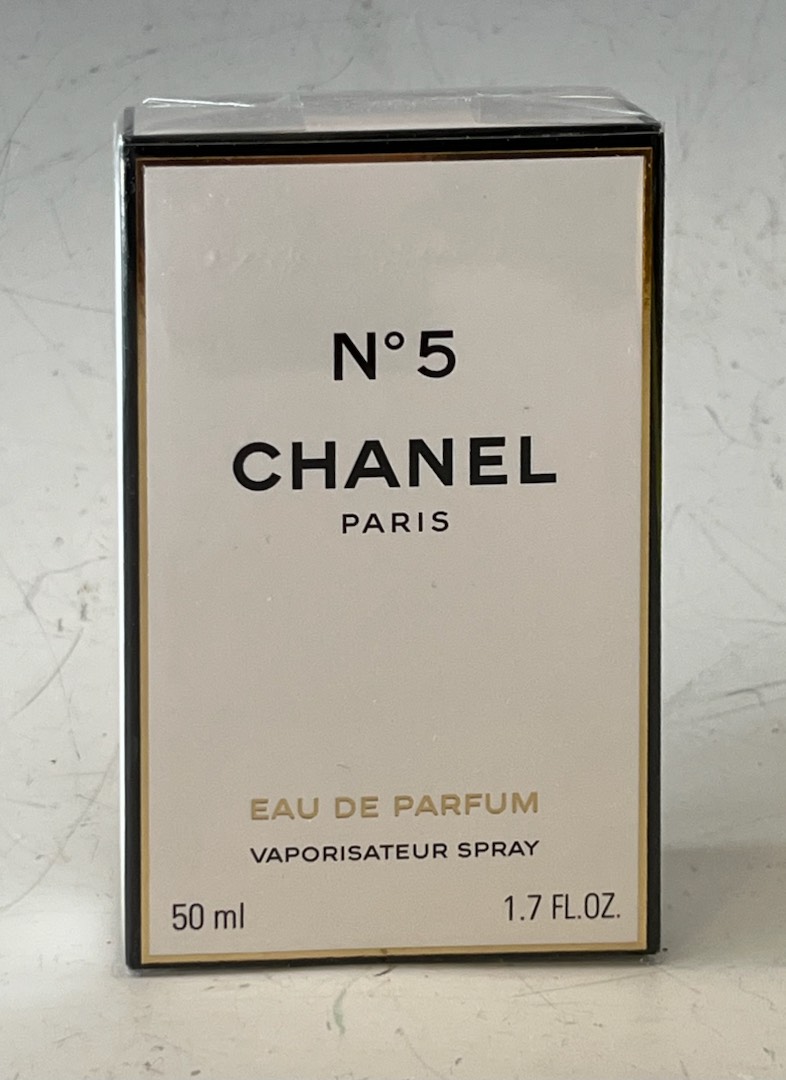 N°5
CHANEL
PARIS
EAU DE PARFUM
VAPORISATEUR SPRAY
50 ml 1.7 FL.OZ.